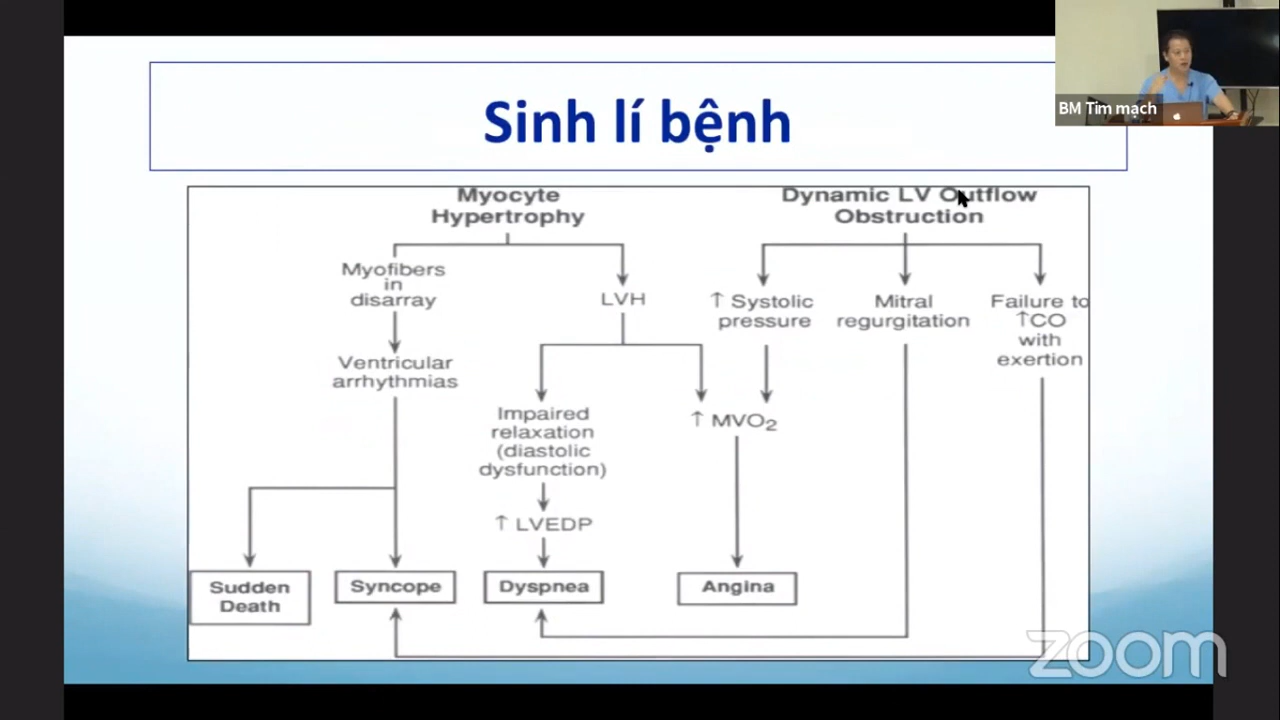 BM Tim mạch
Sinh lí bệnh
Myocyte
Hypertrophy
Dynamic LV Outflow
Obstruction
Myofibers
in
disarray
LVH
↑ Systolic
pressure
Mitral
regurgitation
Failure to
↑CO
with
exertion
Ventricular
arrhythmias
Impaired
relaxation
(diastolic
dysfunction)
↑ MVO₂
↑ LVEDP
Sudden
Death
Syncope
Dyspnea
Angina
zoom